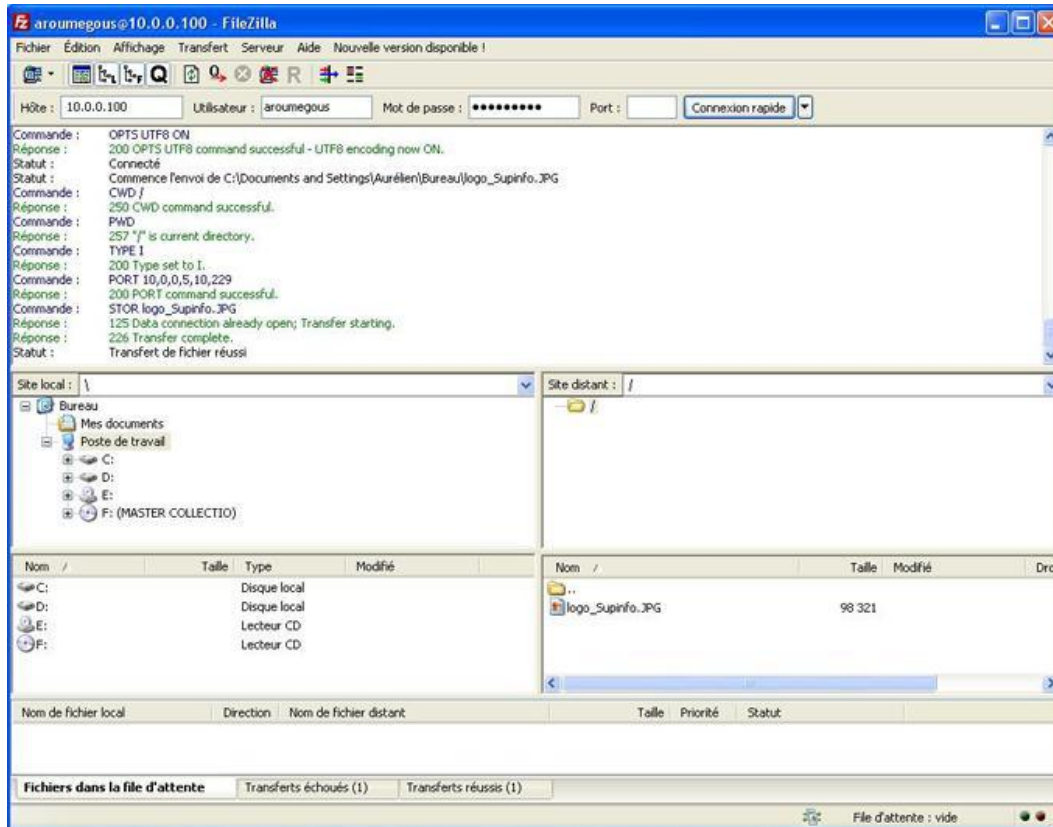 aroumegous@10.0.0.100 - FileZilla
Fichier Édition Affichage Transfert Serveur Aide Nouvelle version disponible !
Hôte : 10.0.0.100 Utilisateur : aroumegous Mot de passe : ●●●●●●●●● Port : Connexion rapide
Commande : OPTS UTF8 ON
Réponse : 200 OPTS UTF8 command successful - UTF8 encoding now ON.
Statut : Connecté
Statut : Commence l'envoi de C:\Documents and Settings\Aurélien\Bureau\logo_Supinfo.JPG
Commande : CWD /
Réponse : 250 CWD command successful.
Commande : PWD
Réponse : 257 "/" is current directory.
Commande : TYPE I
Réponse : 200 Type set to I.
Commande : PORT 10,0,0,5,10,229
Réponse : 200 PORT command successful.
Commande : STOR logo_Supinfo.JPG
Réponse : 125 Data connection already open; Transfer starting.
Réponse : 226 Transfer complete.
Statut : Transfert de fichier réussi
Site local : \
Bureau
Mes documents
Poste de travail
C:
D:
E:
F: (MASTER COLLECTIO)
Site distant : /
/
Nom / Taille Type Modifié
C: Disque local
D: Disque local
E: Lecteur CD
F: Lecteur CD
Nom / Taille Modifié Dro
..
logo_Supinfo.JPG 98 321
Nom de fichier local Direction Nom de fichier distant Taille Priorité Statut
Fichiers dans la file d'attente Transferts échoués (1) Transferts réussis (1)
File d'attente : vide